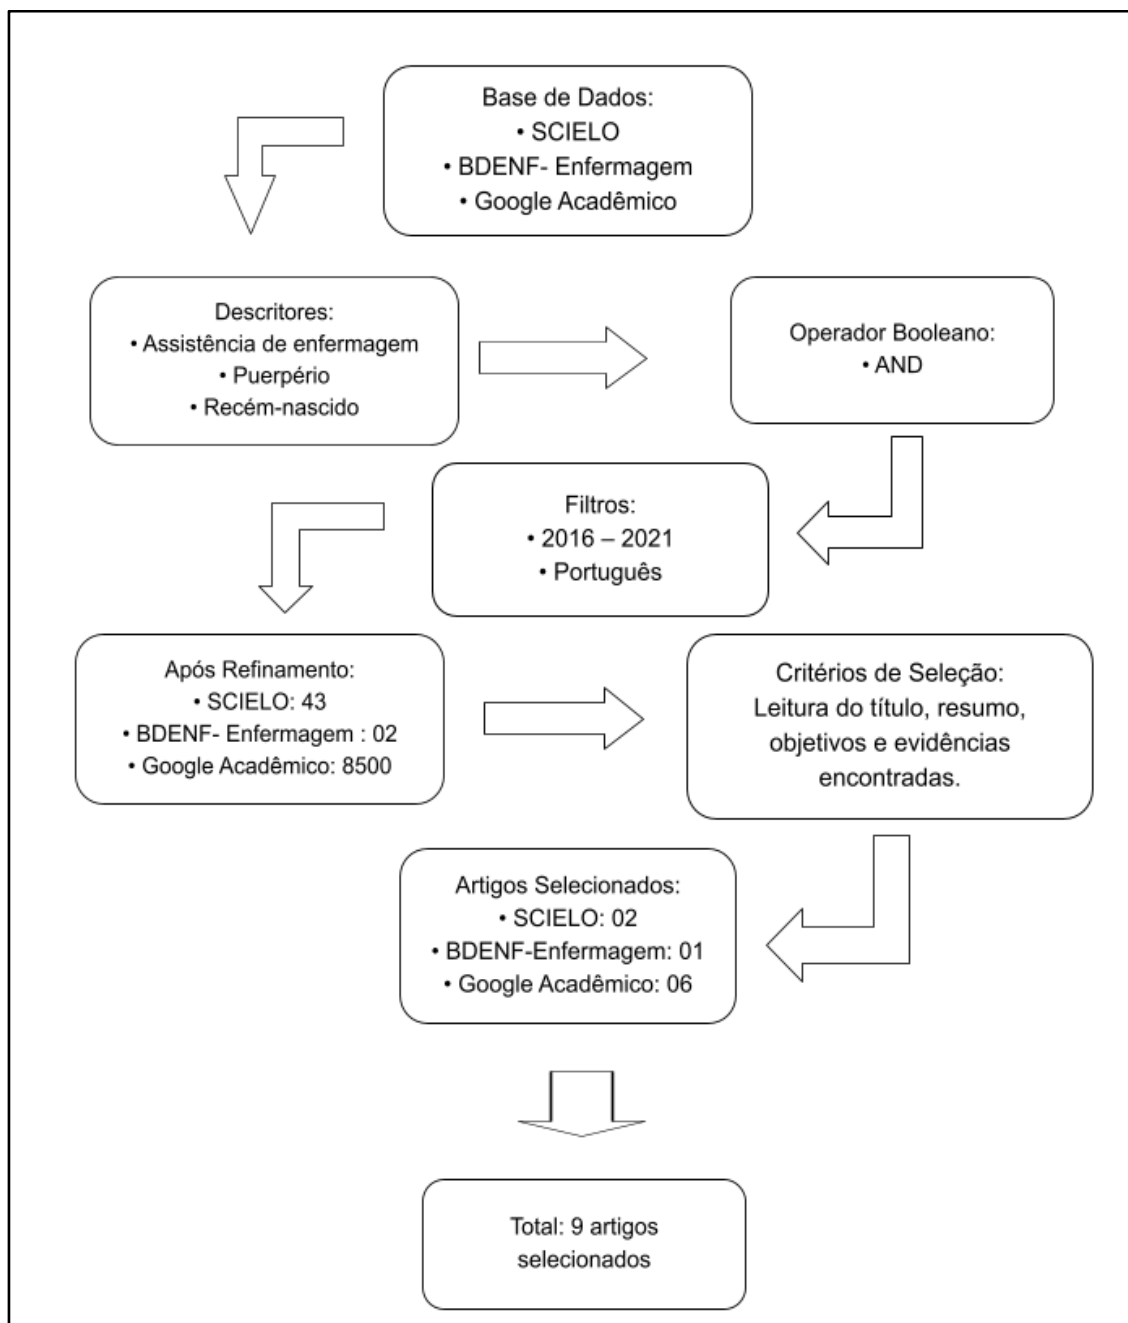 Base de Dados:
• SCIELO
• BDENF- Enfermagem
• Google Acadêmico
Descritores:
• Assistência de enfermagem
• Puerpério
• Recém-nascido
Operador Booleano:
• AND
Filtros:
• 2016 – 2021
• Português
Após Refinamento:
• SCIELO: 43
• BDENF- Enfermagem : 02
• Google Acadêmico: 8500
Critérios de Seleção:
Leitura do título, resumo,
objetivos e evidências
encontradas.
Artigos Selecionados:
• SCIELO: 02
• BDENF-Enfermagem: 01
• Google Acadêmico: 06
Total: 9 artigos
selecionados